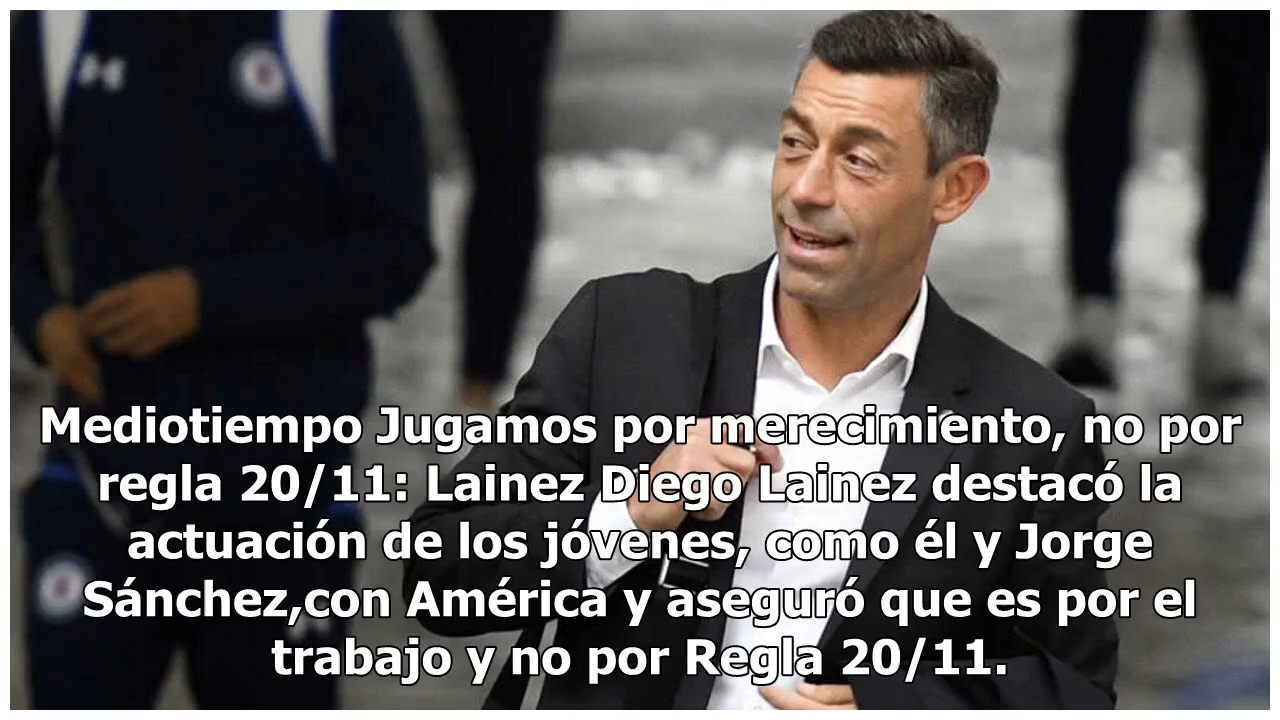 Mediotiempo Jugamos por merecimiento, no por
regla 20/11: Lainez Diego Lainez destacó la
actuación de los jóvenes, como él y Jorge
Sánchez,con América y aseguró que es por el
trabajo y no por Regla 20/11.